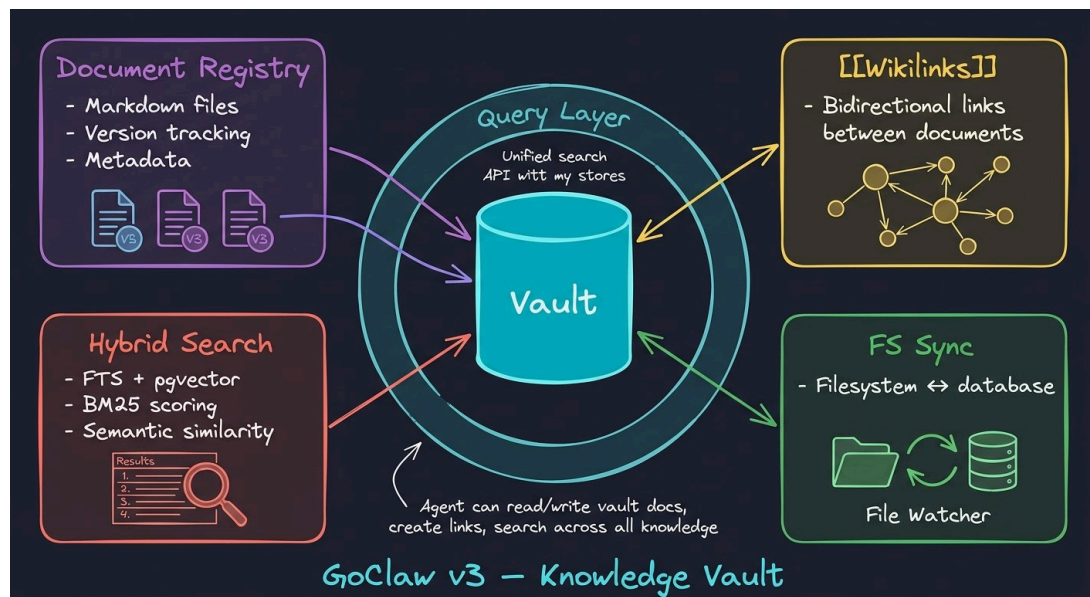 Document Registry
- Markdown files
- Version tracking
- Metadata
v5
v3
v3
Query Layer
Unified search
API witt my stores
Vault
[[Wikilinks]]
- Bidirectional links
between documents
Hybrid Search
- FTS + pgvector
- BM25 scoring
- Semantic similarity
Results
1.
2.
3.
4.
FS Sync
- Filesystem ↔ database
File Watcher
Agent can read/write vault docs,
create links, search across all knowledge
GoClaw v3 — Knowledge Vault